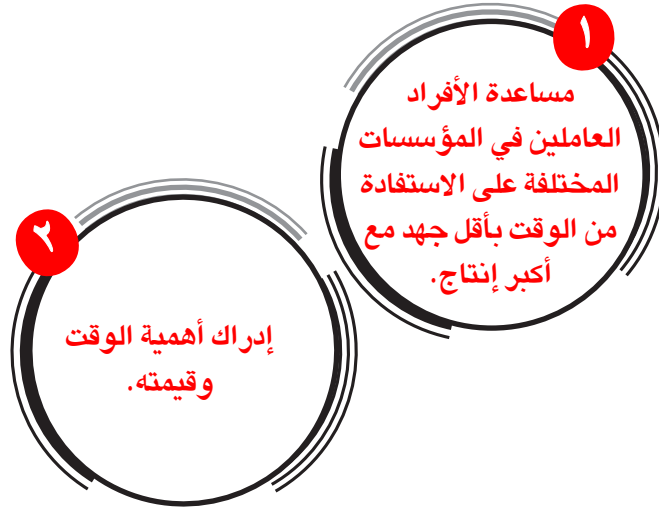 ١
مساعدة الأفراد
العاملين في المؤسسات
المختلفة على الاستفادة
من الوقت بأقل جهد مع
أكبر إنتاج.
٢
إدراك أهمية الوقت
وقيمته.